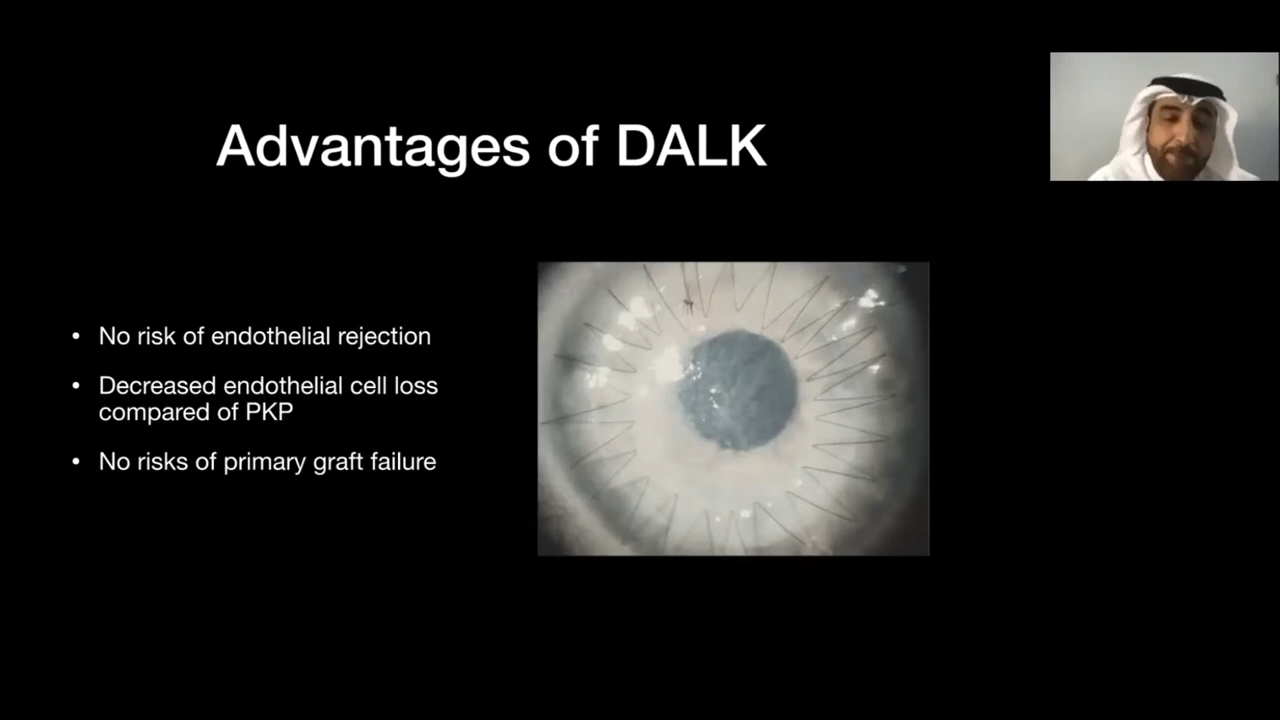 Advantages of DALK
• No risk of endothelial rejection
• Decreased endothelial cell loss
compared of PKP
• No risks of primary graft failure